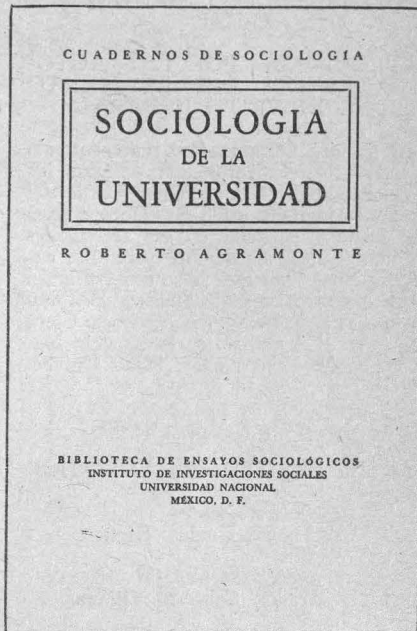 CUADERNOS DE SOCIOLOGÍA
SOCIOLOGIA
DE LA
UNIVERSIDAD
ROBERTO AGRAMONTE
BIBLIOTECA DE ENSAYOS SOCIOLÓGICOS
INSTITUTO DE INVESTIGACIONES SOCIALES
UNIVERSIDAD NACIONAL
MÉXICO, D. F.